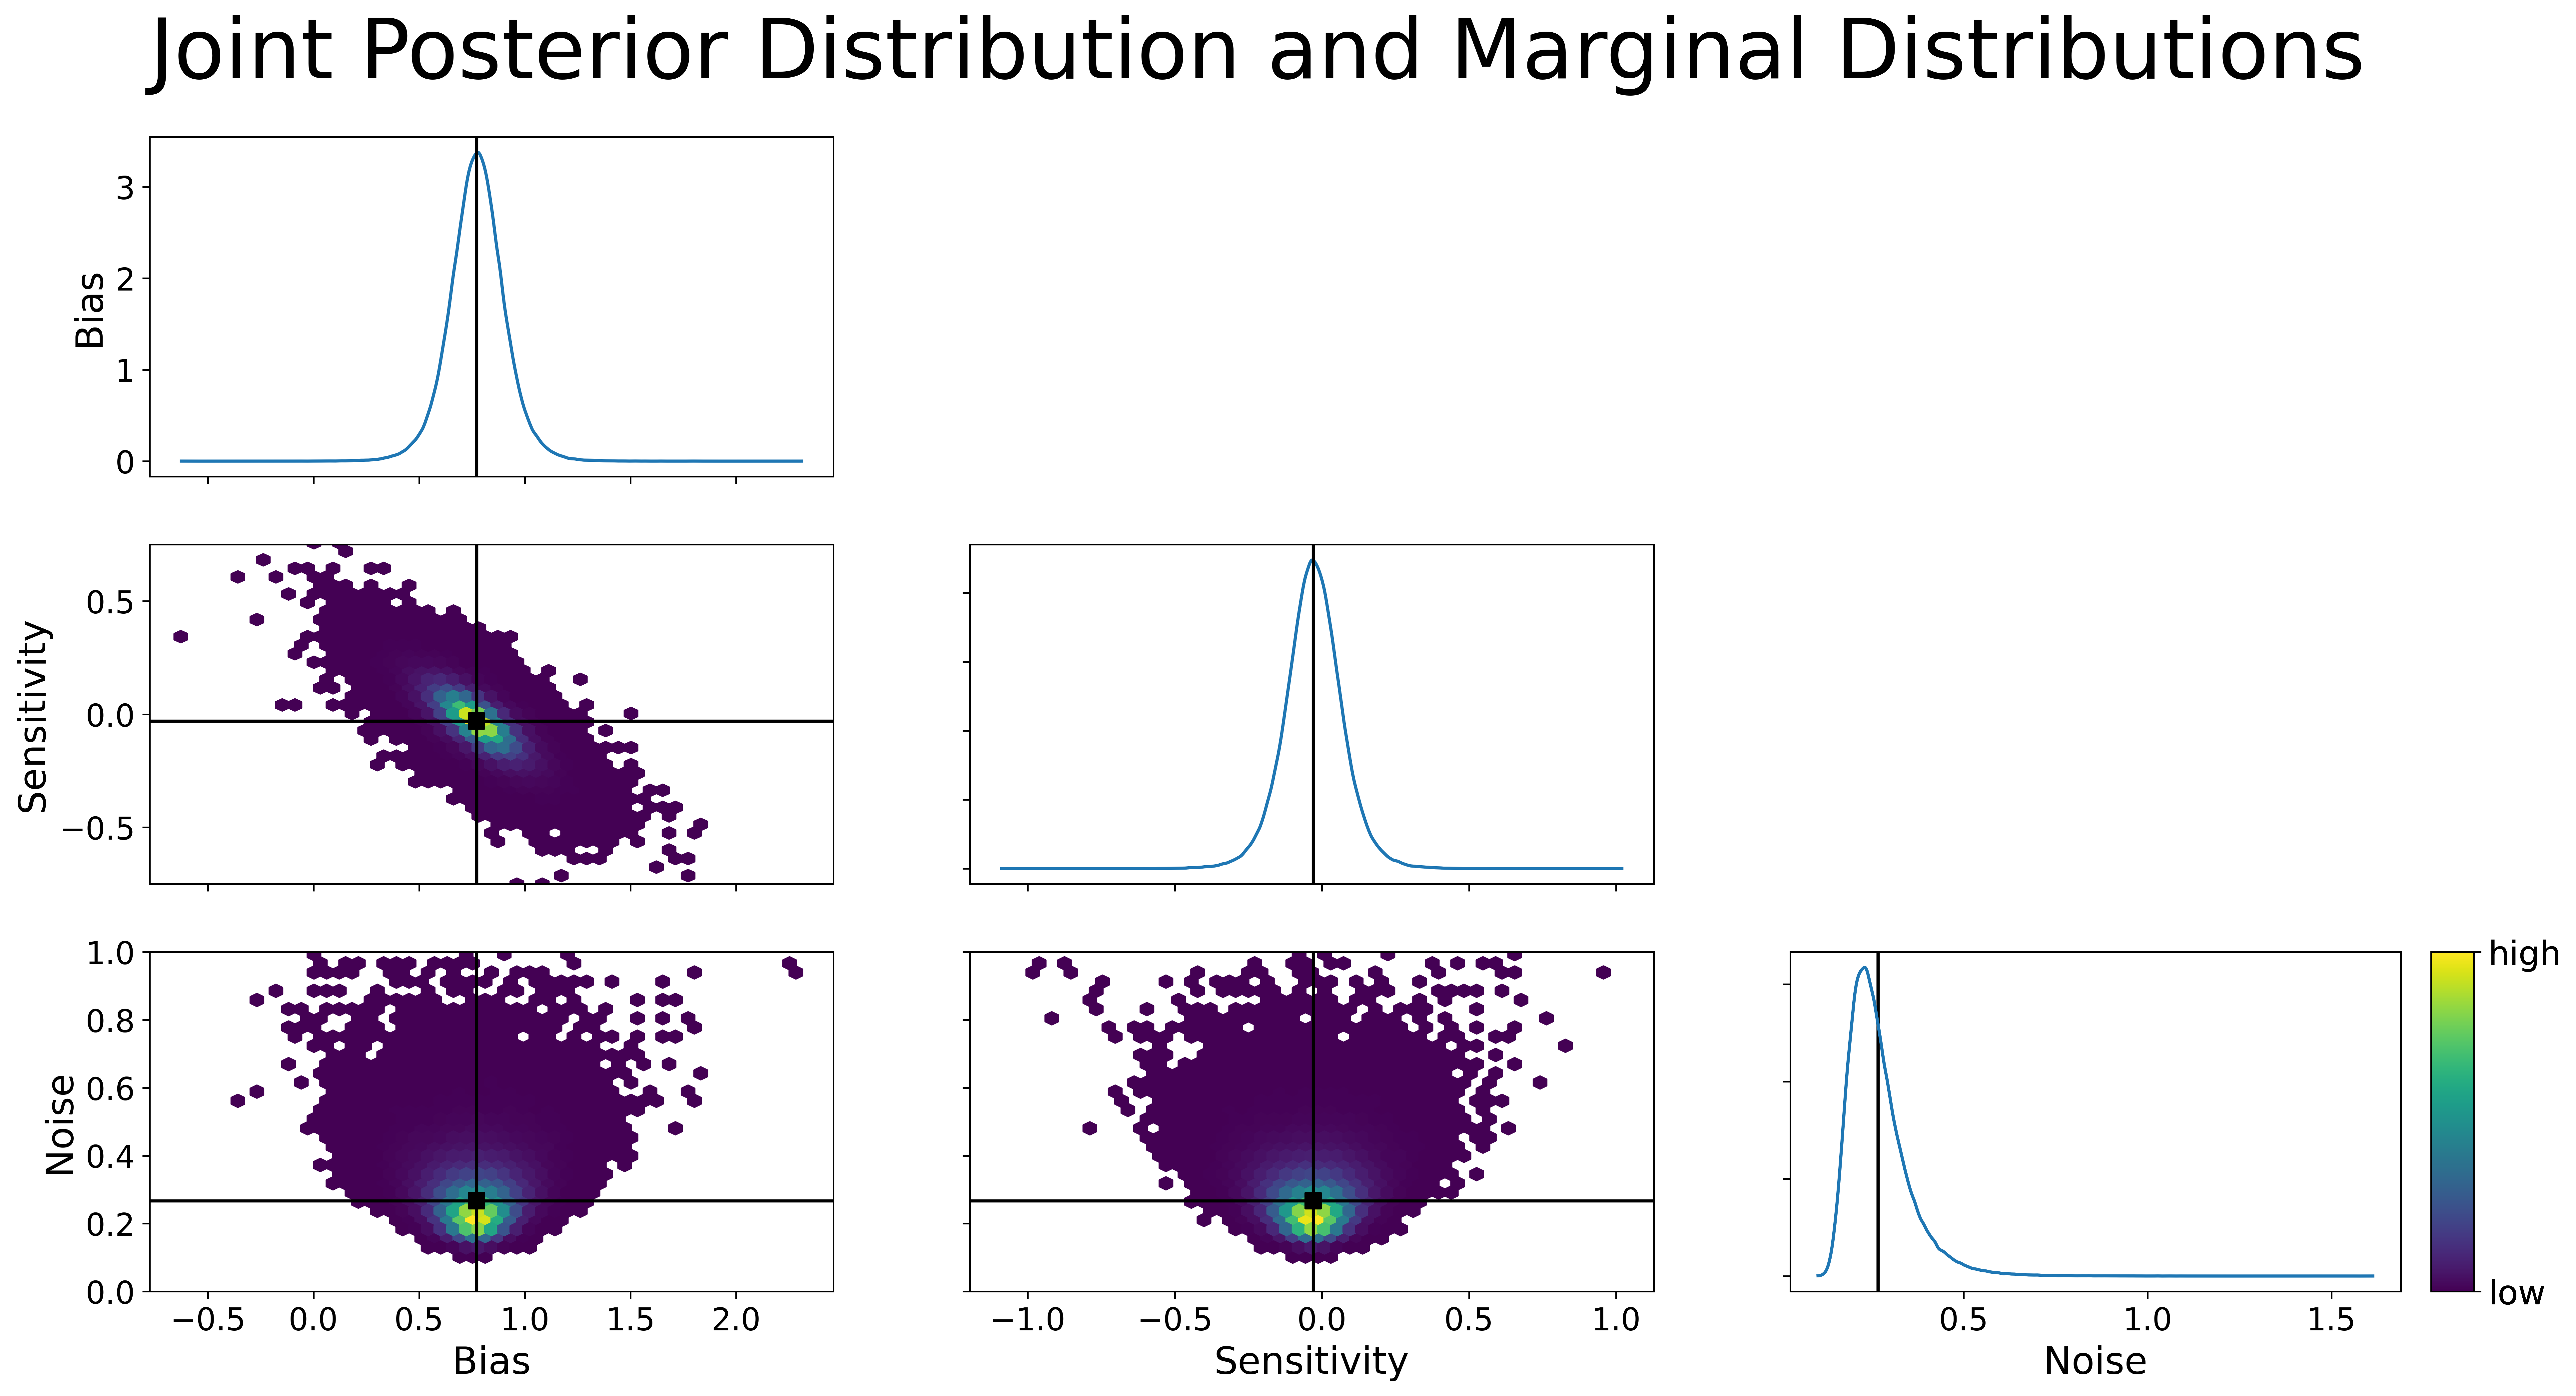 Joint Posterior Distribution and Marginal Distributions
3
2
1
0
Bias
0.5
0.0
−0.5
Sensitivity
1.0
0.8
0.6
0.4
0.2
0.0
Noise
−0.5 0.0 0.5 1.0 1.5 2.0
Bias
−1.0 −0.5 0.0 0.5 1.0
Sensitivity
0.5 1.0 1.5
Noise
high
low